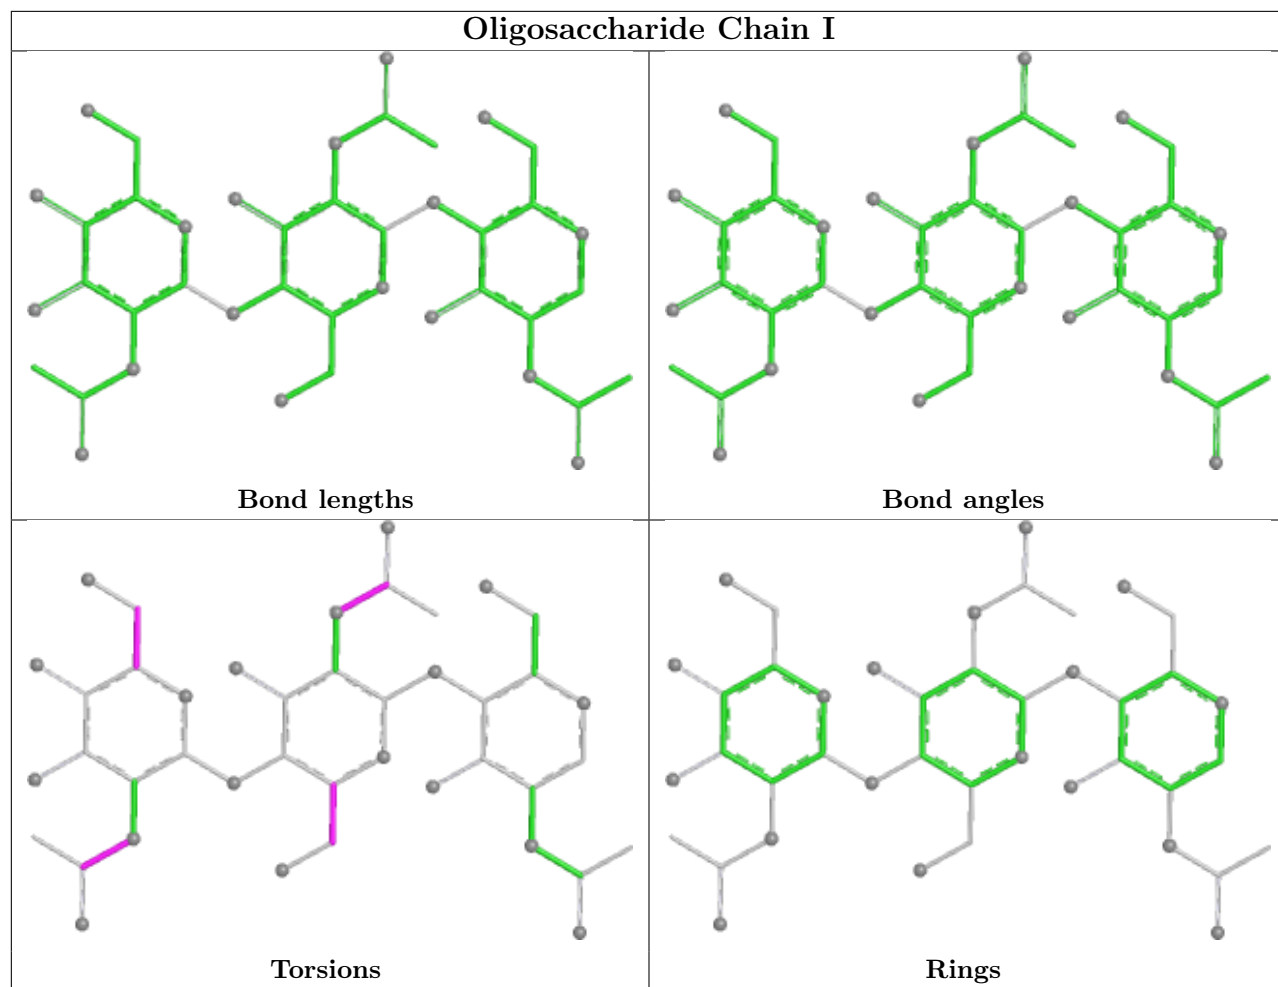 Oligosaccharide Chain I
Bond lengths
Bond angles
Torsions
Rings